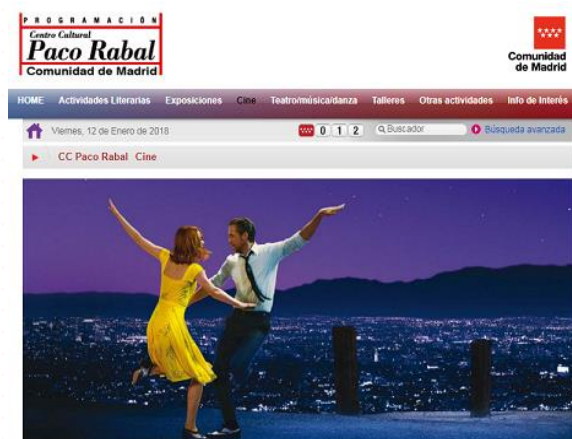 PROGRAMACIÓN
Centro Cultural
Paco Rabal
Comunidad de Madrid
Comunidad
de Madrid
HOME Actividades Literarias Exposiciones Cine Teatro/música/danza Talleres Otras actividades Info de Interés
Viernes, 12 de Enero de 2018 0 1 2 Buscador Búsqueda avanzada
CC Paco Rabal Cine